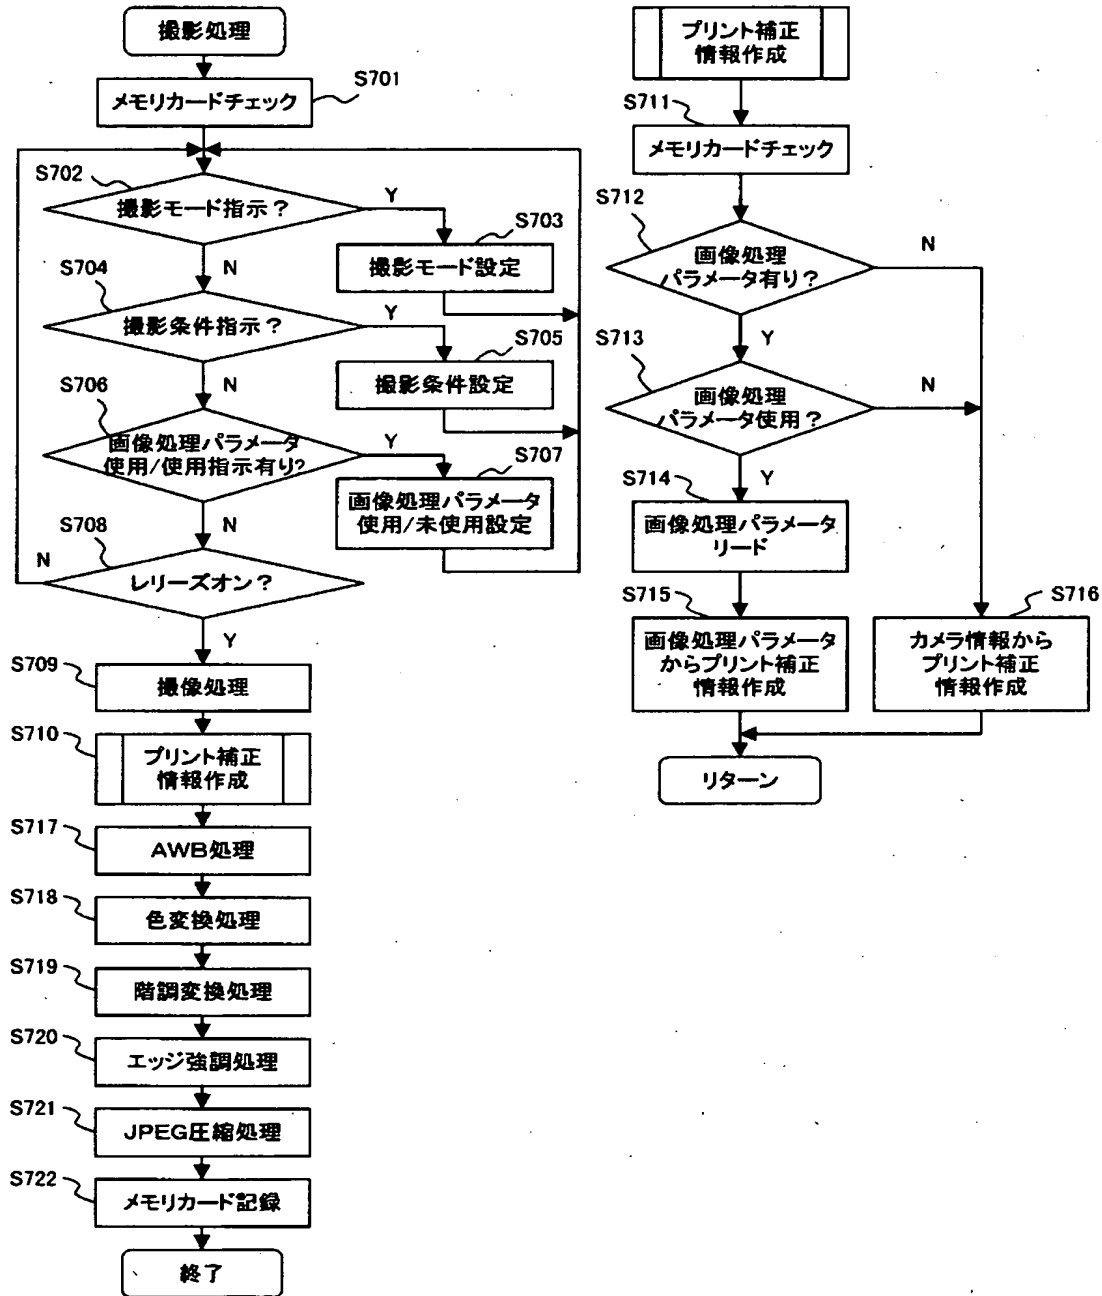 撮影処理
S701
メモリカードチェック
S702
撮影モード指示?
Y
S703
撮影モード設定
N
S704
撮影条件指示?
Y
S705
撮影条件設定
N
S706
画像処理パラメータ
使用/使用指示有り?
Y
S707
画像処理パラメータ
使用/未使用設定
N
S708
N
レリーズオン?
Y
S709
撮像処理
S710
プリント補正
情報作成
S717
AWB処理
S718
色変換処理
S719
階調変換処理
S720
エッジ強調処理
S721
JPEG圧縮処理
S722
メモリカード記録
終了
プリント補正
情報作成
S711
メモリカードチェック
S712
画像処理
パラメータ有り?
N
Y
S713
画像処理
パラメータ使用?
N
Y
S714
画像処理パラメータ
リード
S715
画像処理パラメータ
からプリント補正
情報作成
S716
カメラ情報から
プリント補正
情報作成
リターン